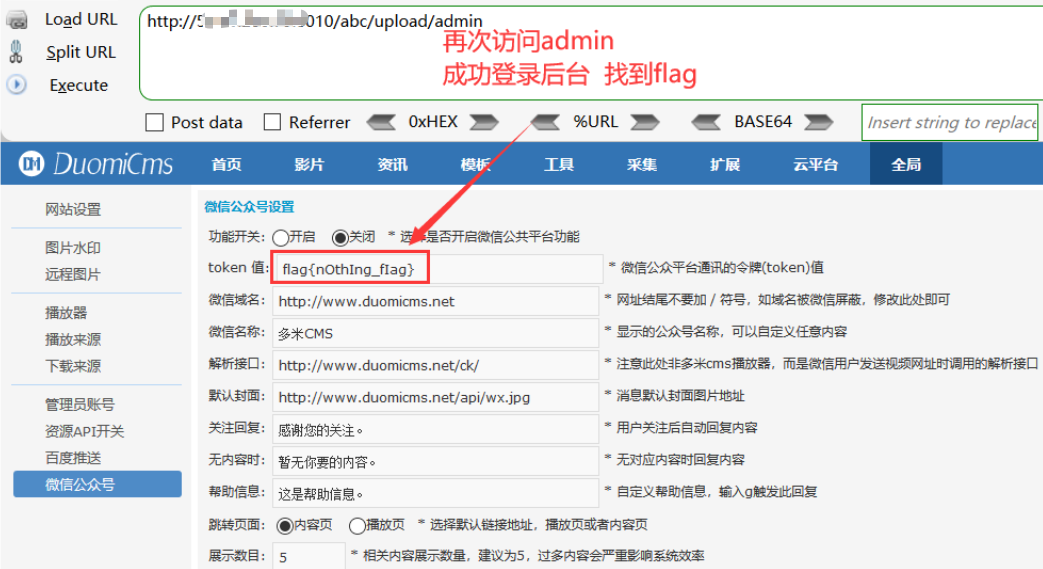 Load URL
http://5 010/abc/upload/admin
Split URL
Execute
再次访问admin
成功登录后台 找到flag
Post data Referrer 0xHEX %URL BASE64 Insert string to replace
DM DuomiCms 首页 影片 资讯 模板 工具 采集 扩展 云平台 全局
网站设置
图片水印
远程图片
播放器
播放来源
下载来源
管理员账号
资源API开关
百度推送
微信公众号
微信公众号设置
功能开关: 开启 关闭 * 选择是否开启微信公共平台功能
token 值: flag{nOthIng_fIag} * 微信公众平台通讯的令牌(token)值
微信域名: http://www.duomicms.net * 网址结尾不要加 / 符号，如域名被微信屏蔽，修改此处即可
微信名称: 多米CMS * 显示的公众号名称，可以自定义任意内容
解析接口: http://www.duomicms.net/ck/ * 注意此处非多米cms播放器，而是微信用户发送视频网址时调用的解析接口
默认封面: http://www.duomicms.net/api/wx.jpg * 消息默认封面图片地址
关注回复: 感谢您的关注。 * 用户关注后自动回复内容
无内容时: 暂无你要的内容。 * 无对应内容时回复内容
帮助信息: 这是帮助信息。 * 自定义帮助信息，输入g触发此回复
跳转页面: 内容页 播放页 * 选择默认链接地址，播放页或者内容页
展示数目: 5 * 相关内容展示数量，建议为5，过多内容会严重影响系统效率